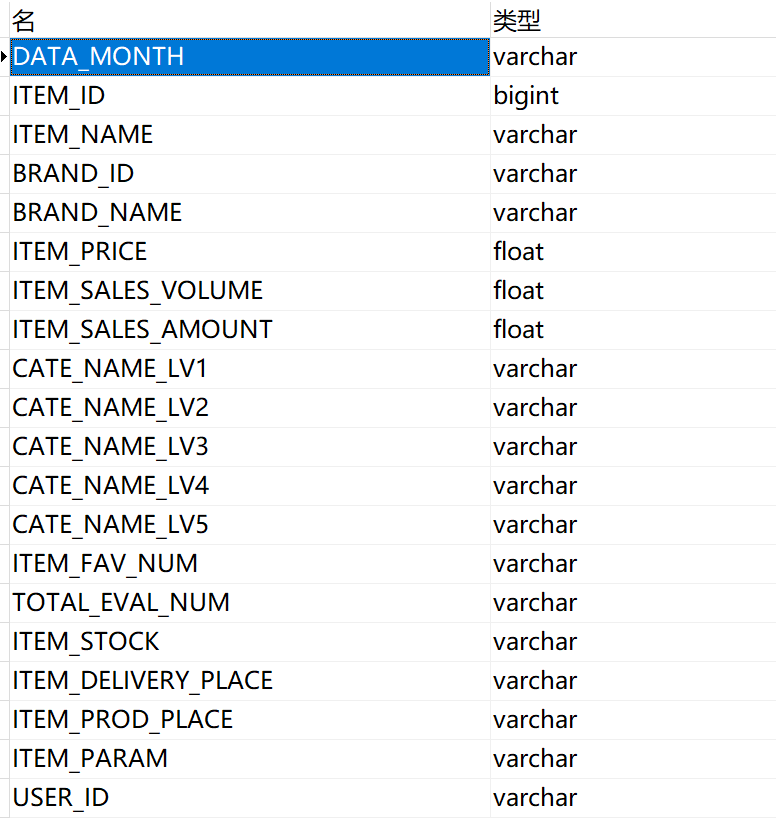 名 类型
DATA_MONTH varchar
ITEM_ID bigint
ITEM_NAME varchar
BRAND_ID varchar
BRAND_NAME varchar
ITEM_PRICE float
ITEM_SALES_VOLUME float
ITEM_SALES_AMOUNT float
CATE_NAME_LV1 varchar
CATE_NAME_LV2 varchar
CATE_NAME_LV3 varchar
CATE_NAME_LV4 varchar
CATE_NAME_LV5 varchar
ITEM_FAV_NUM varchar
TOTAL_EVAL_NUM varchar
ITEM_STOCK varchar
ITEM_DELIVERY_PLACE varchar
ITEM_PROD_PLACE varchar
ITEM_PARAM varchar
USER_ID varchar